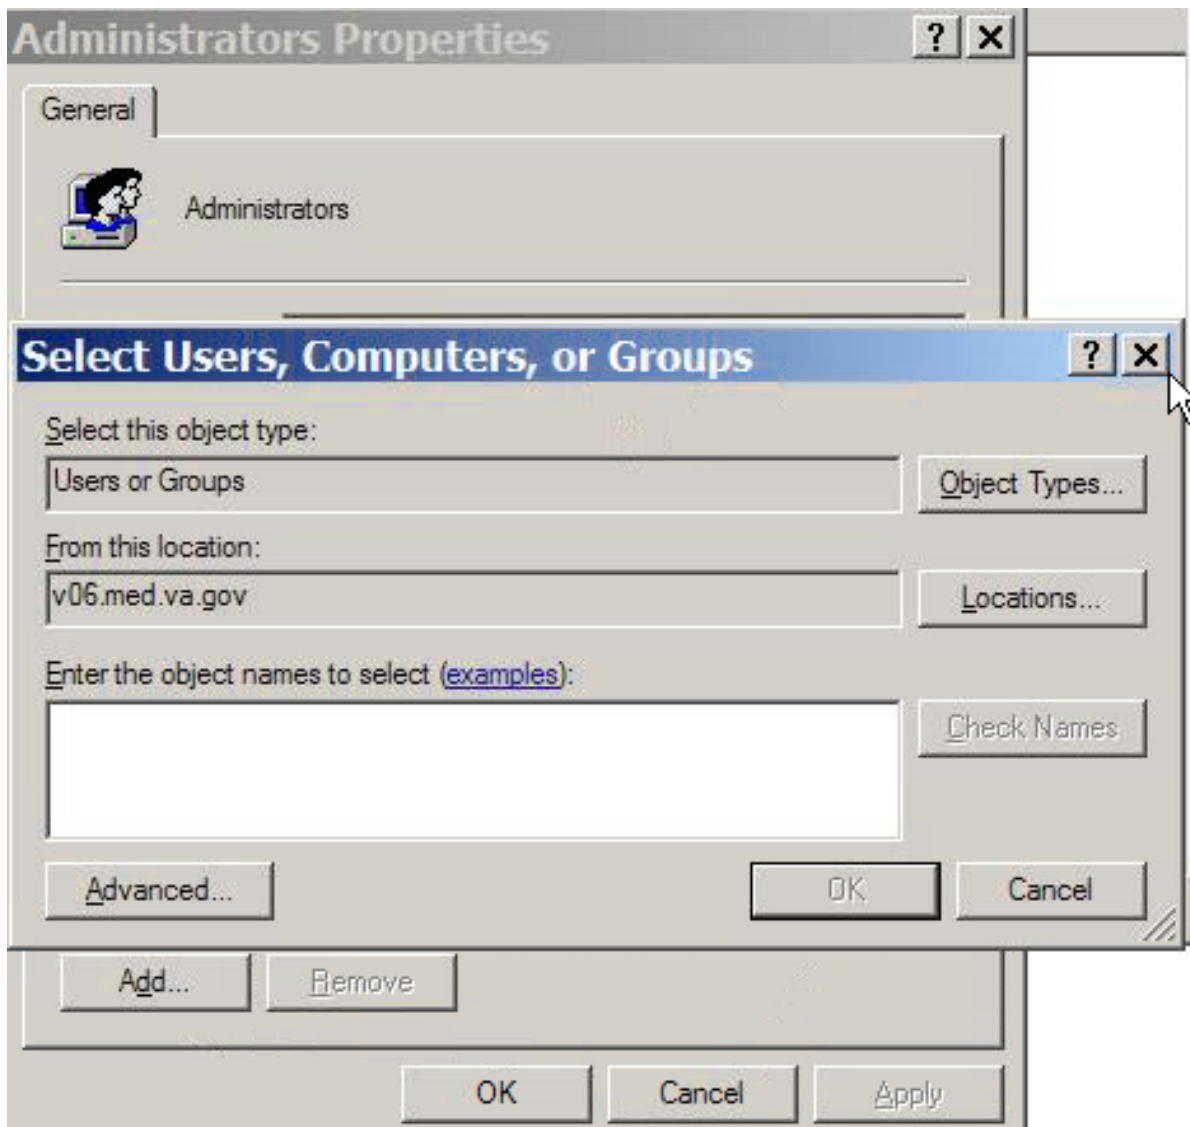 Administrators Properties
General
Administrators
Select Users, Computers, or Groups
Select this object type:
Users or Groups
Object Types...
From this location:
v06.med.va.gov
Locations...
Enter the object names to select (examples):
Check Names
Advanced...
OK
Cancel
Add...
Remove
OK
Cancel
Apply